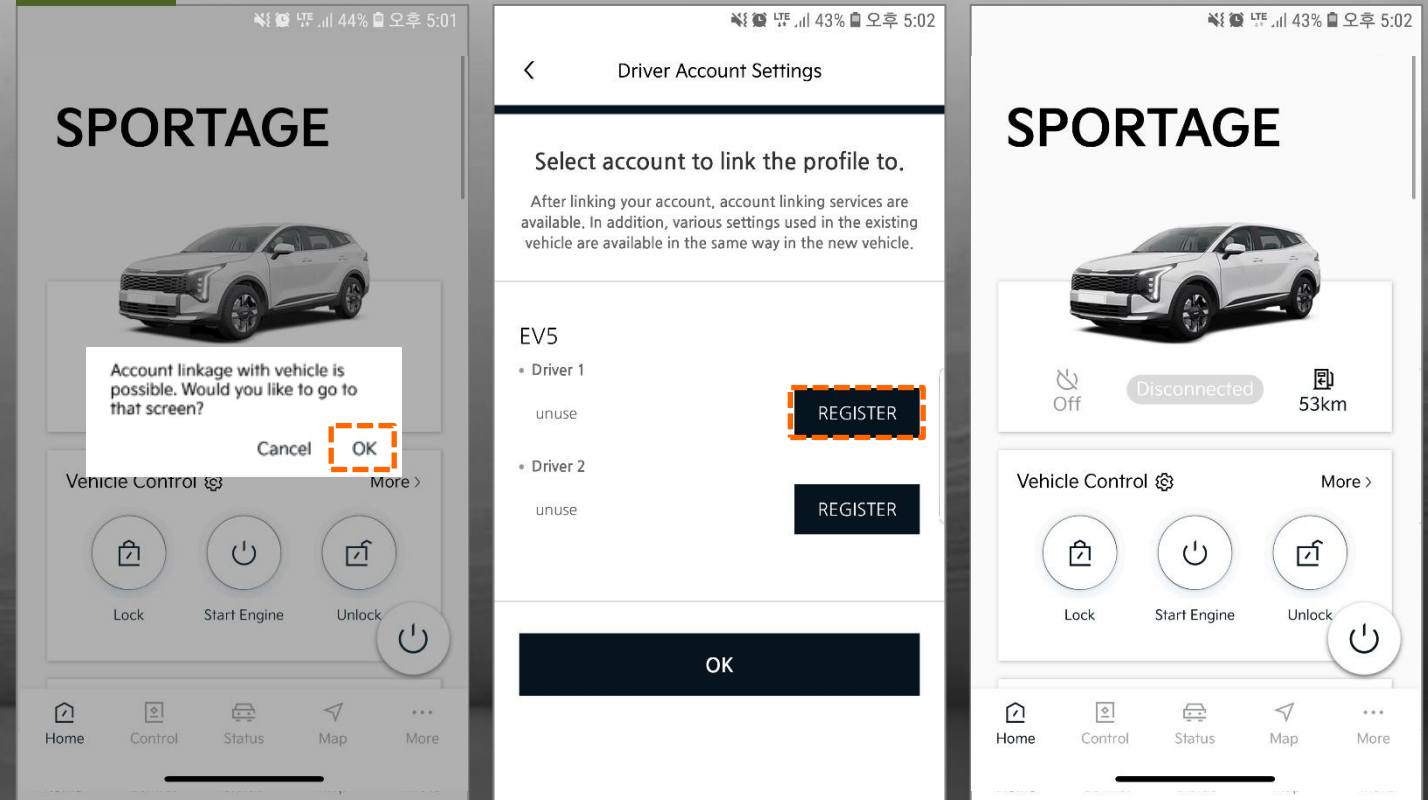 LTE 44% 오후 5:01
SPORTAGE
Account linkage with vehicle is
possible. Would you like to go to
that screen?
Cancel OK
Vehicle Control More >
Lock Start Engine Unlock
Home Control Status Map More
LTE 43% 오후 5:02
Driver Account Settings
Select account to link the profile to.
After linking your account, account linking services are
available. In addition, various settings used in the existing
vehicle are available in the same way in the new vehicle.
EV5
• Driver 1
unuse REGISTER
• Driver 2
unuse REGISTER
OK
LTE 43% 오후 5:02
SPORTAGE
Off Disconnected 53km
Vehicle Control More >
Lock Start Engine Unlock
Home Control Status Map More